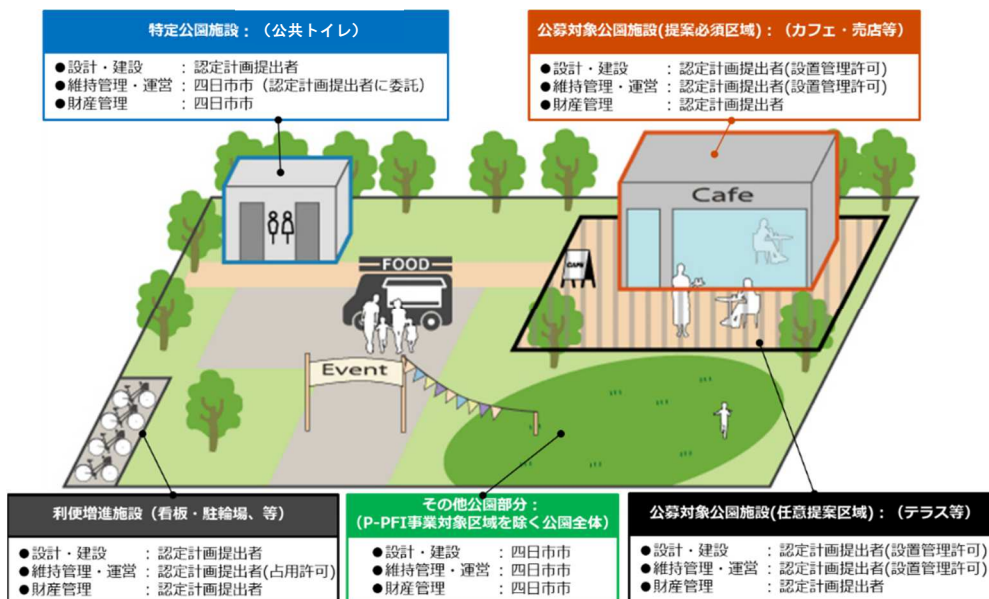 特定公園施設：（公共トイレ）
●設計・建設　：認定計画提出者
●維持管理・運営：四日市市（認定計画提出者に委託）
●財産管理　：四日市市
公募対象公園施設(提案必須区域)：（カフェ・売店等）
●設計・建設　：認定計画提出者(設置管理許可)
●維持管理・運営：認定計画提出者(設置管理許可)
●財産管理　：認定計画提出者
Cafe
FOOD
CAFE
Event
利便増進施設（看板・駐輪場、等）
●設計・建設　：認定計画提出者
●維持管理・運営：認定計画提出者(占用許可)
●財産管理　：認定計画提出者
その他公園部分：
（P-PFI事業対象区域を除く公園全体）
●設計・建設　：四日市市
●維持管理・運営：四日市市
●財産管理　：四日市市
公募対象公園施設(任意提案区域)：（テラス等）
●設計・建設　：認定計画提出者(設置管理許可)
●維持管理・運営：認定計画提出者(設置管理許可)
●財産管理　：認定計画提出者